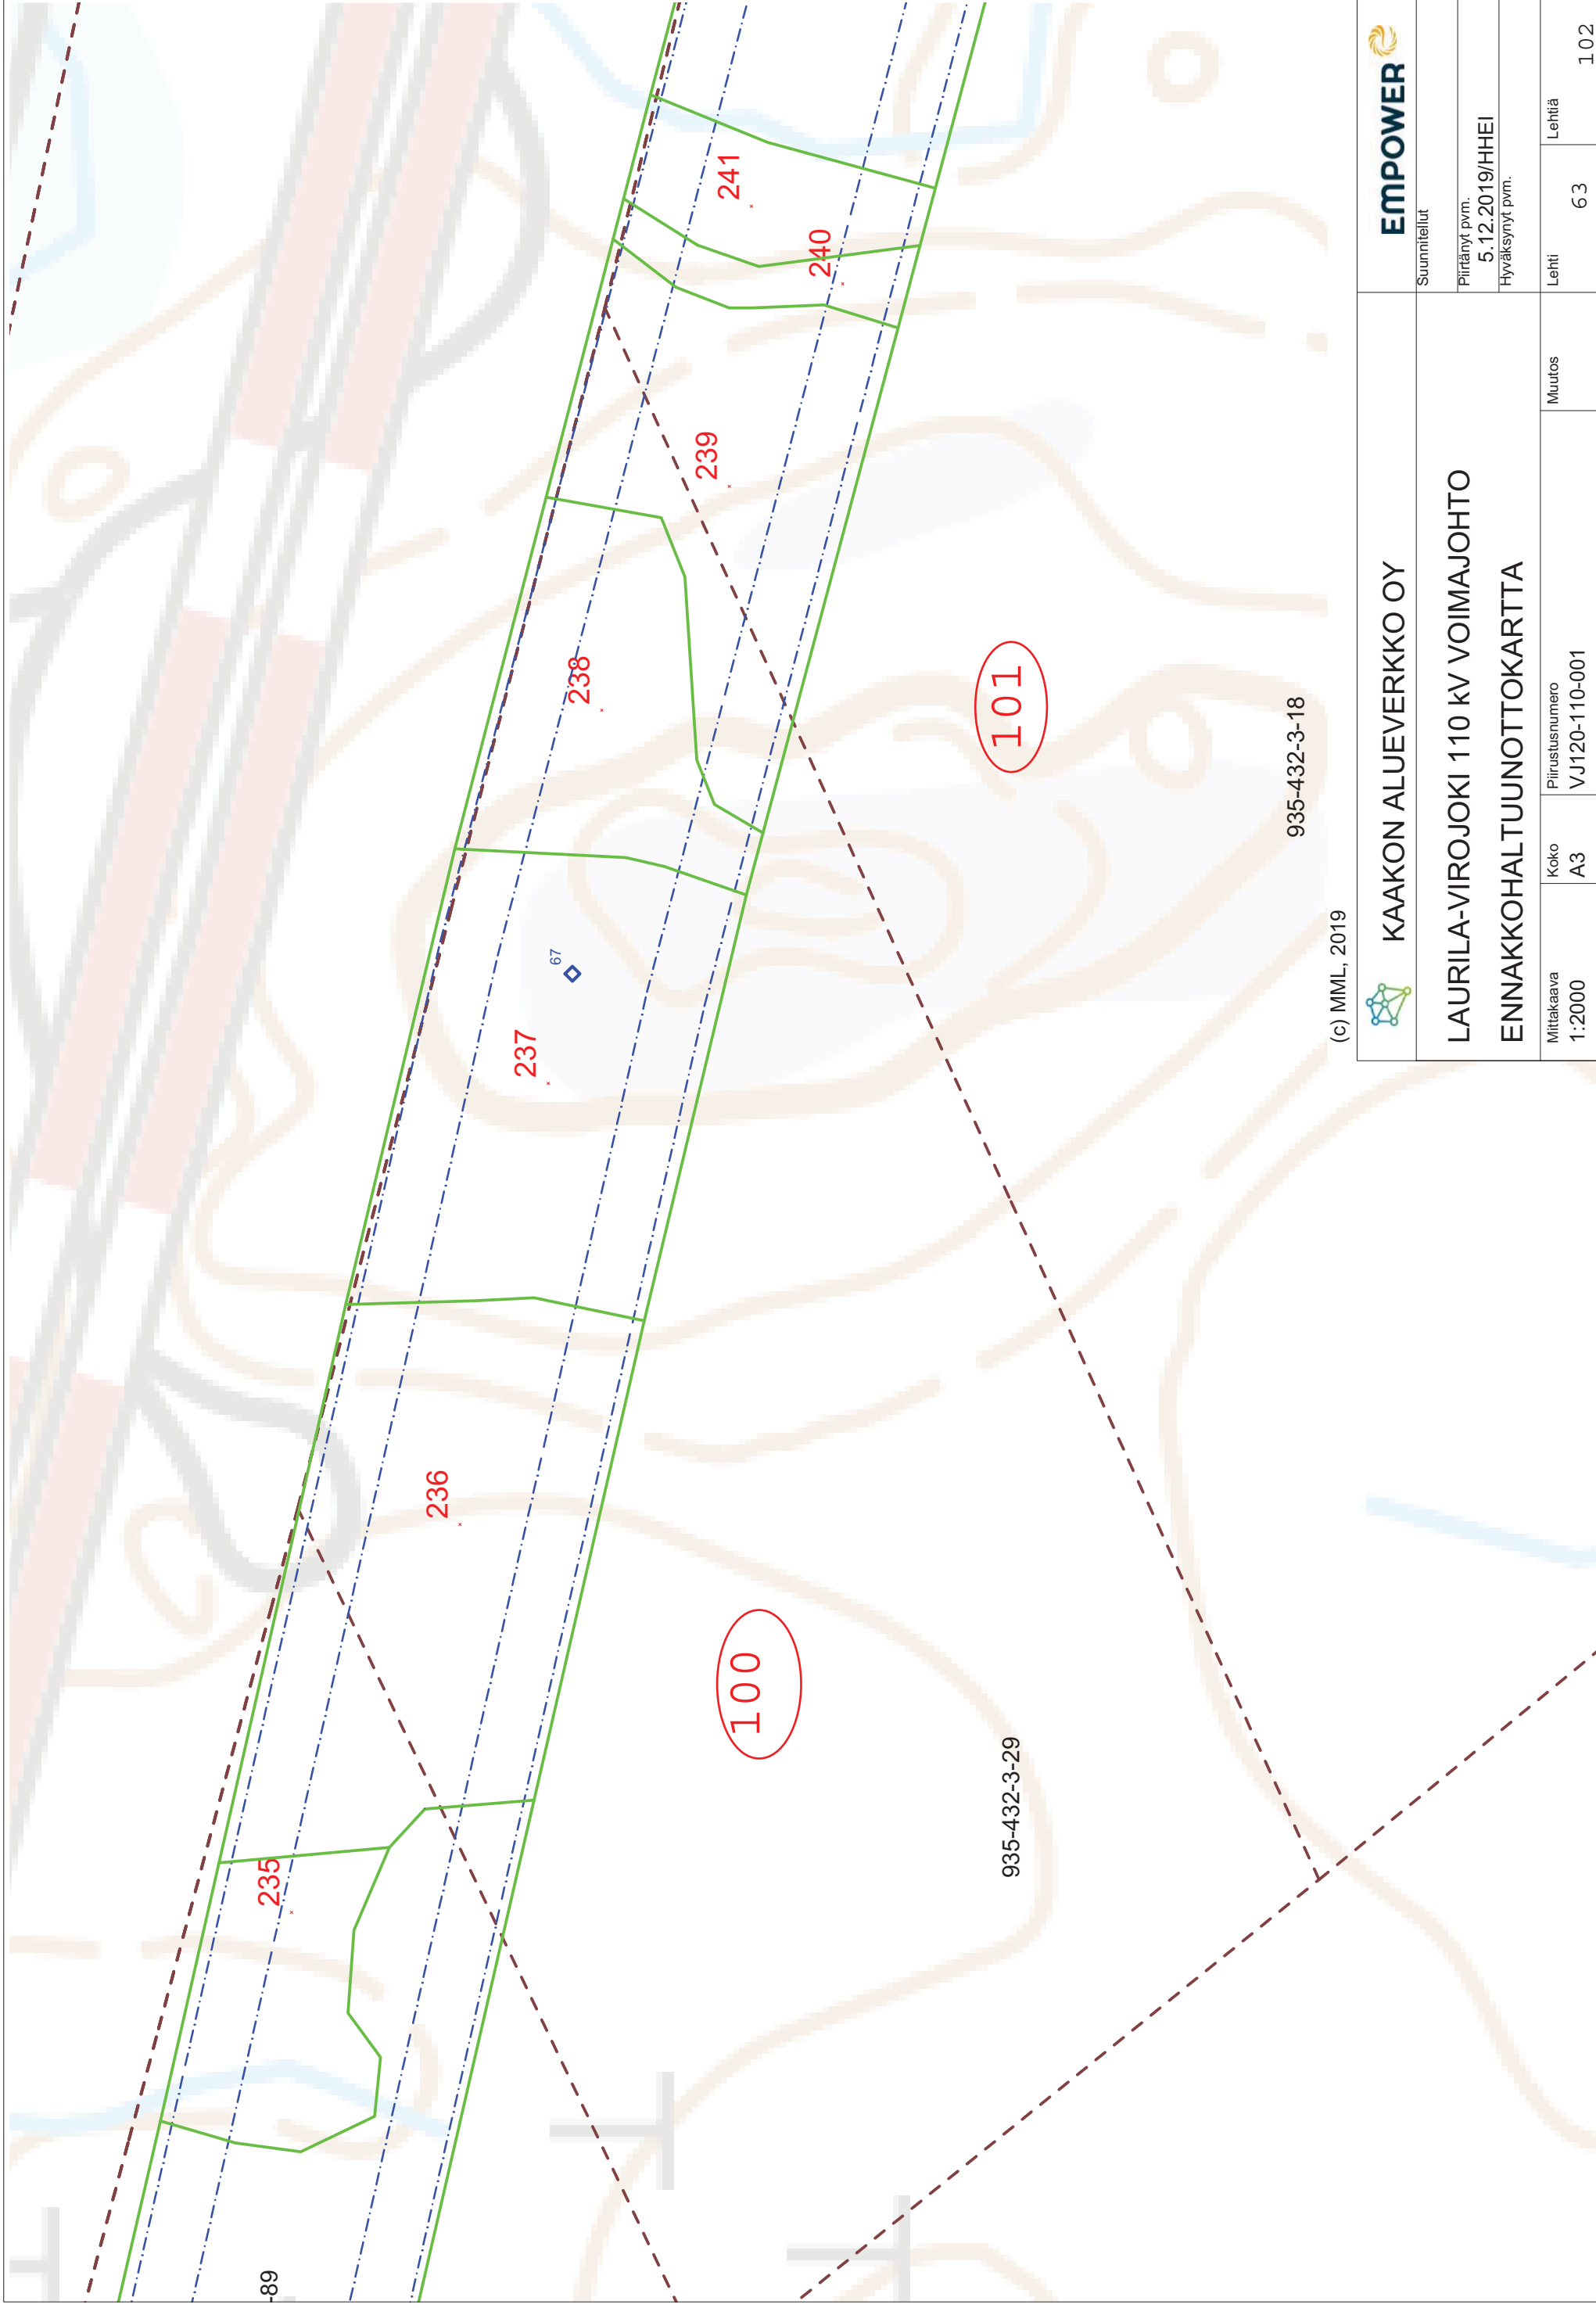 -89
235
236
237
67
238
239
240
241
100
101
935-432-3-29
935-432-3-18
(c) MML, 2019
KAAKON ALUEVERKKO OY
EMPOWER
LAURILA-VIROJOKI 110 kV VOIMAJOHTO
ENNAKKOHALTUUNOTTOKARTTA
Suunnitellut
Piirtänyt pvm.
5.12.2019/HHEI
Hyväksynyt pvm.
Mittakaava
1:2000
Koko
A3
Piirustusnumero
VJ120-110-001
Muutos
Lehti
63
Lehtiä
102